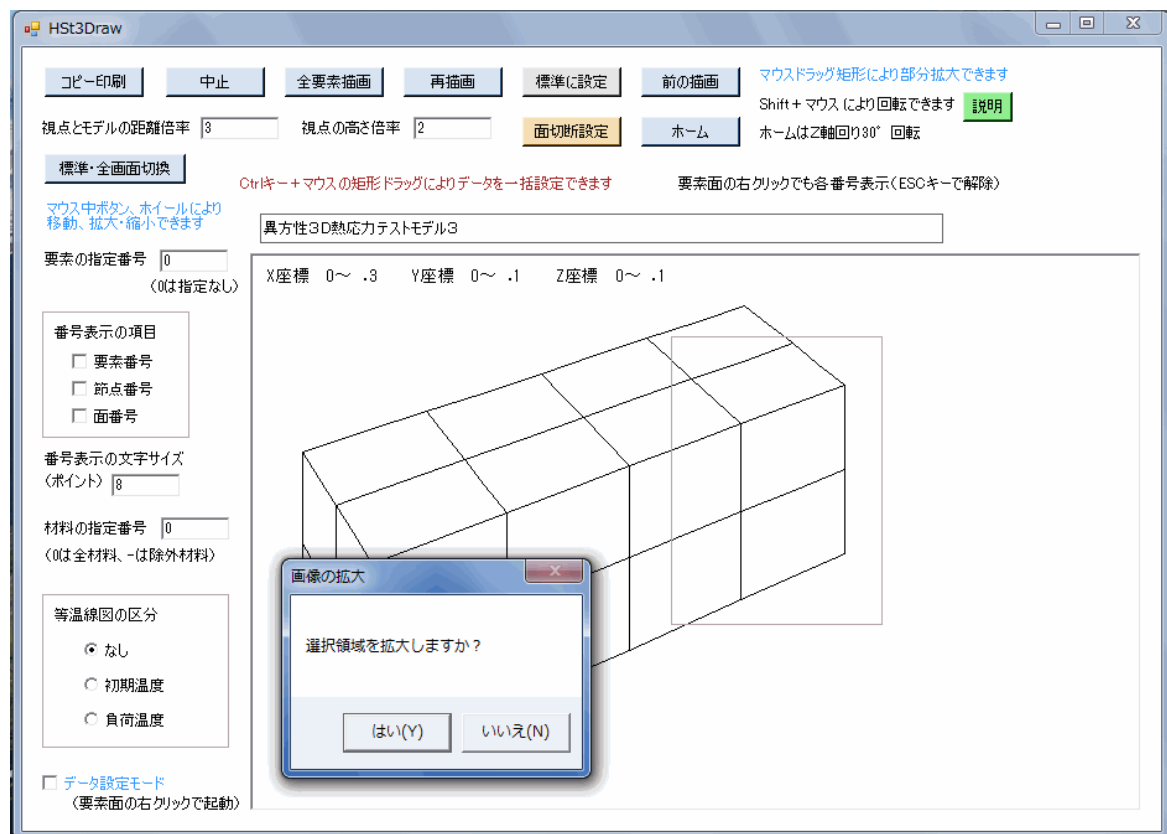 HSt3Draw
コピー印刷
中止
全要素描画
再描画
標準に設定
前の描画
マウスドラッグ矩形により部分拡大できます
Shift+マウスにより回転できます
説明
視点とモデルの距離倍率 3
視点の高さ倍率 2
面切断設定
ホーム
ホームはZ軸回り30° 回転
標準・全画面切換
Ctrlキー+マウスの矩形ドラッグによりデータを一括設定できます
要素面の右クリックでも各番号表示(ESCキーで解除)
マウス中ボタン、ホイールにより
移動、拡大・縮小できます
異方性3D熱応力テストモデル3
要素の指定番号 0
(0は指定なし)
X座標 0~ .3 Y座標 0~ .1 Z座標 0~ .1
番号表示の項目
要素番号
節点番号
面番号
番号表示の文字サイズ
(ポイント) 8
材料の指定番号 0
(0は全材料、-は除外材料)
等温線図の区分
なし
初期温度
負荷温度
画像の拡大
選択領域を拡大しますか?
はい(Y)
いいえ(N)
データ設定モード
(要素面の右クリックで起動)